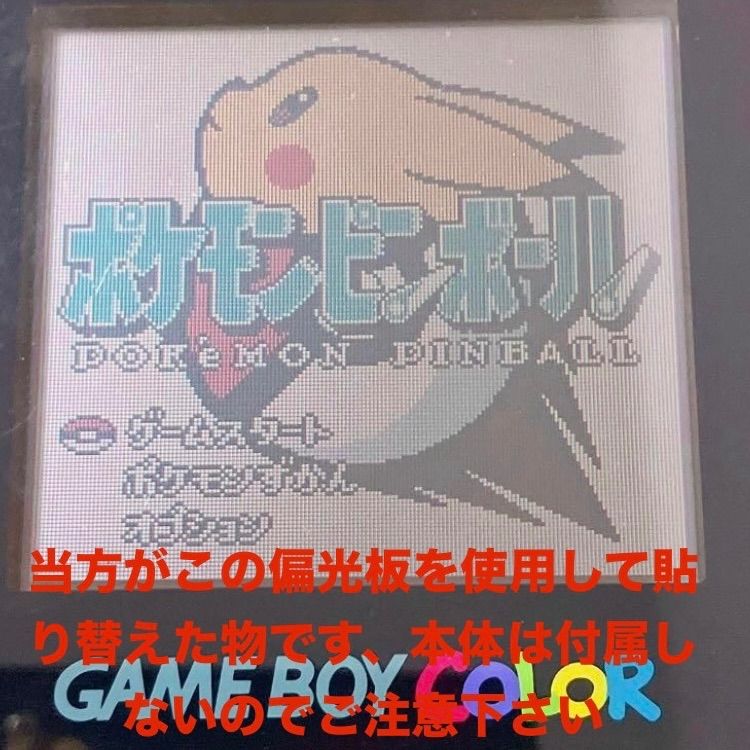 ポケモンピンボール
POKéMON PINBALL
ゲームスタート
ポケモンずかん
オプション
当方がこの偏光板を使用して貼
り替えた物です、本体は付属し
GAME BOY COLOR
ないのでご注意下さい